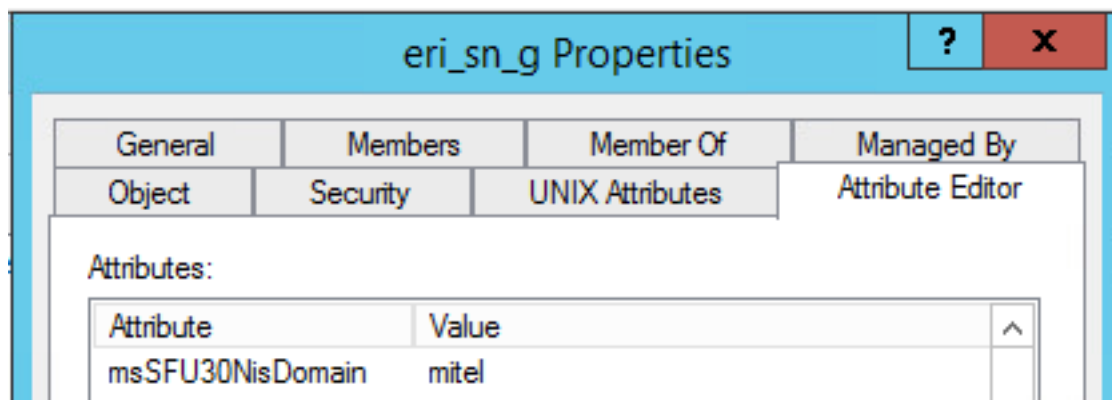 eri_sn_g Properties ? x
General Members Member Of Managed By
Object Security UNIX Attributes Attribute Editor
Attributes:
Attribute Value
msSFU30NisDomain mitel